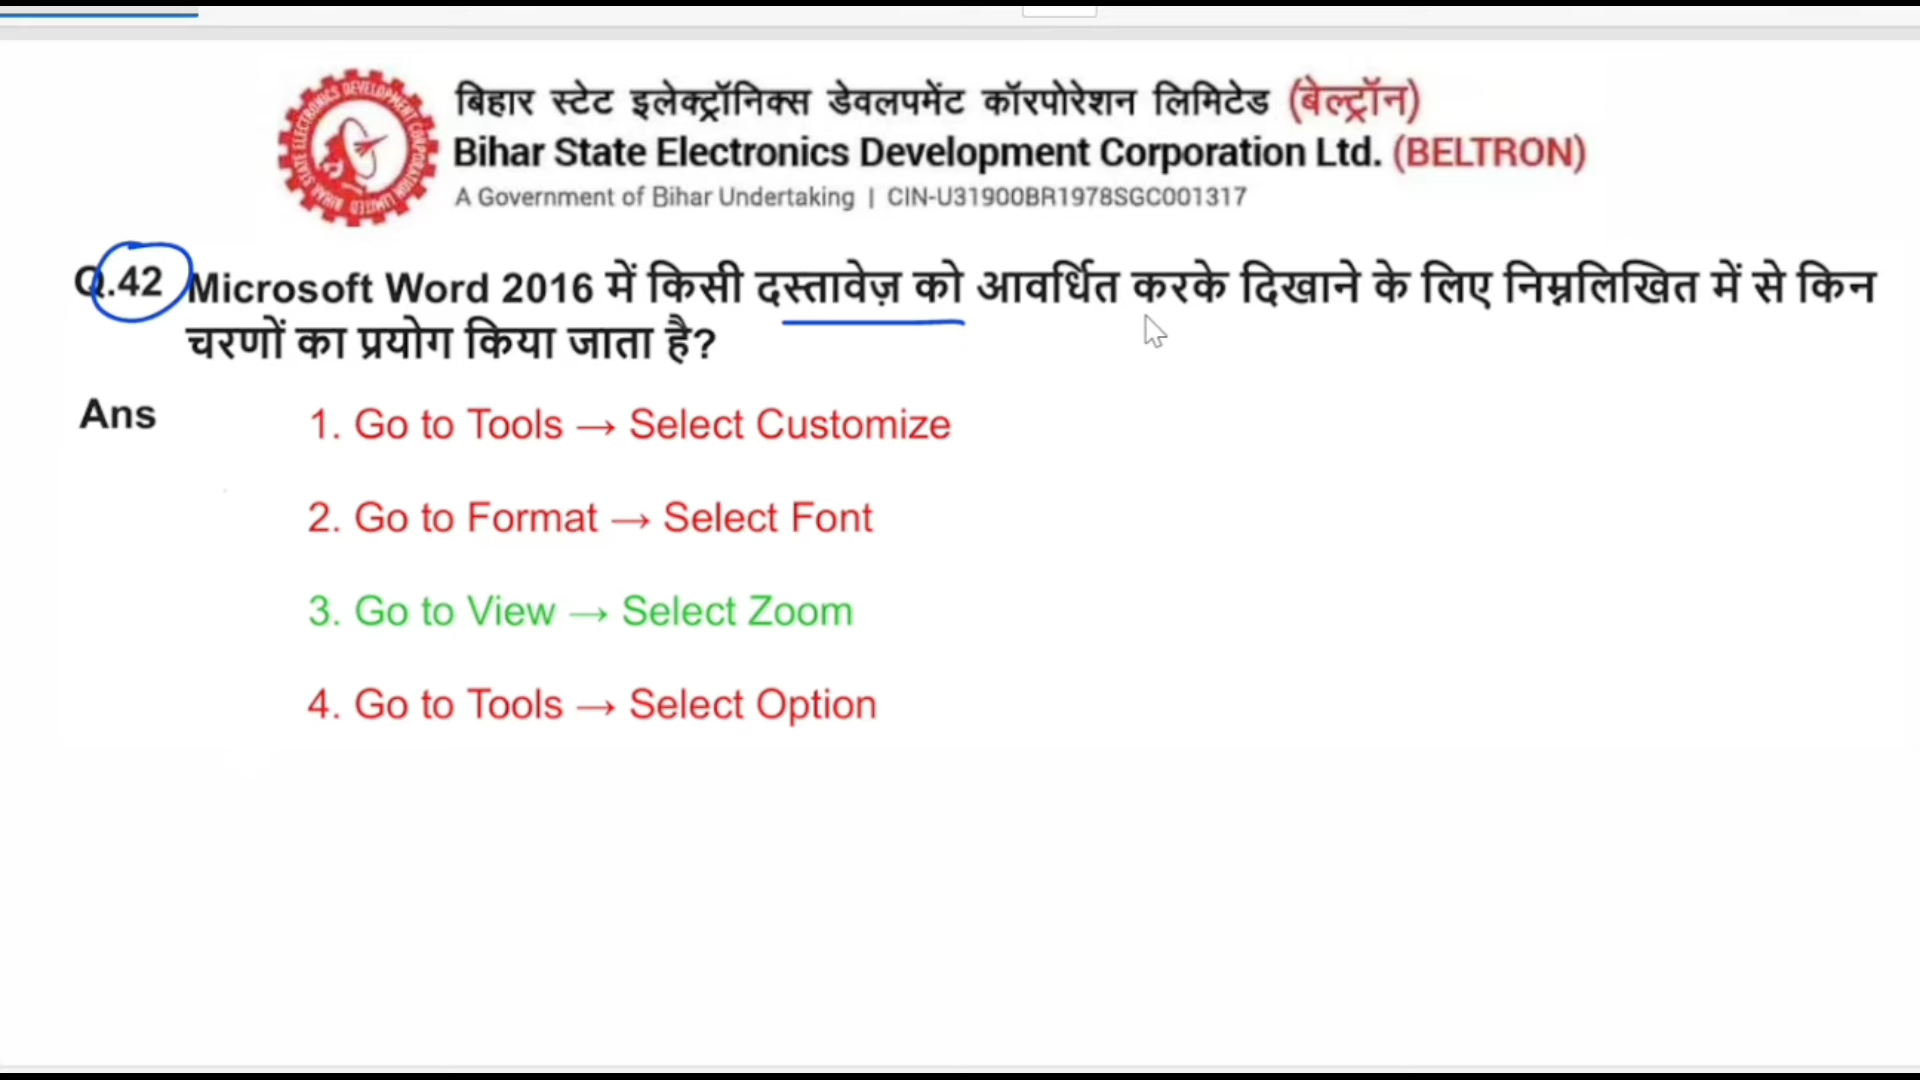 बिहार स्टेट इलेक्ट्रॉनिक्स डेवलपमेंट कॉरपोरेशन लिमिटेड (बेल्ट्रॉन)
Bihar State Electronics Development Corporation Ltd. (BELTRON)
A Government of Bihar Undertaking | CIN-U31900BR1978SGC001317
Q.42 Microsoft Word 2016 में किसी दस्तावेज़ को आवर्धित करके दिखाने के लिए निम्नलिखित में से किन
चरणों का प्रयोग किया जाता है?
Ans
1. Go to Tools → Select Customize
2. Go to Format → Select Font
3. Go to View → Select Zoom
4. Go to Tools → Select Option